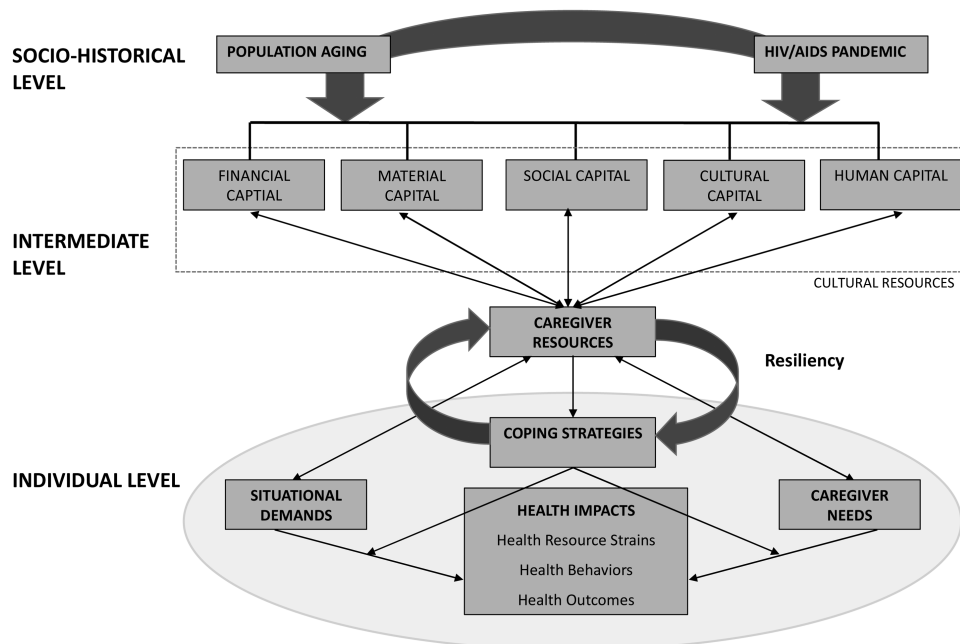 SOCIO-HISTORICAL
LEVEL
POPULATION AGING
HIV/AIDS PANDEMIC
FINANCIAL
CAPTIAL
MATERIAL
CAPITAL
SOCIAL CAPITAL
CULTURAL
CAPITAL
HUMAN CAPITAL
INTERMEDIATE
LEVEL
CULTURAL RESOURCES
CAREGIVER
RESOURCES
Resiliency
COPING STRATEGIES
INDIVIDUAL LEVEL
SITUATIONAL
DEMANDS
HEALTH IMPACTS
Health Resource Strains
Health Behaviors
Health Outcomes
CAREGIVER
NEEDS